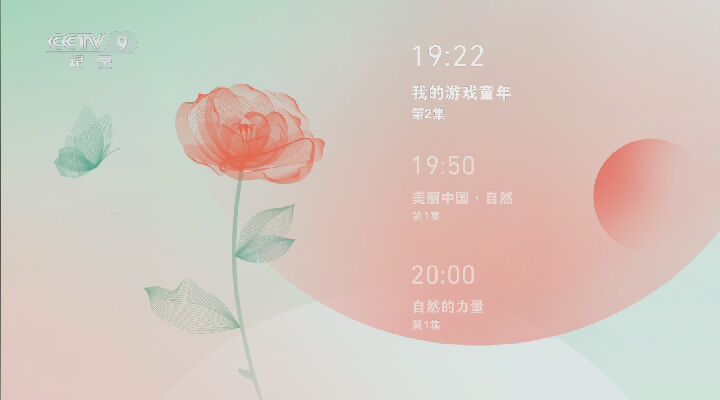 CCTV 9
纪录
19:22
我的游戏童年
第2集
19:50
美丽中国·自然
第1集
20:00
自然的力量
第1集